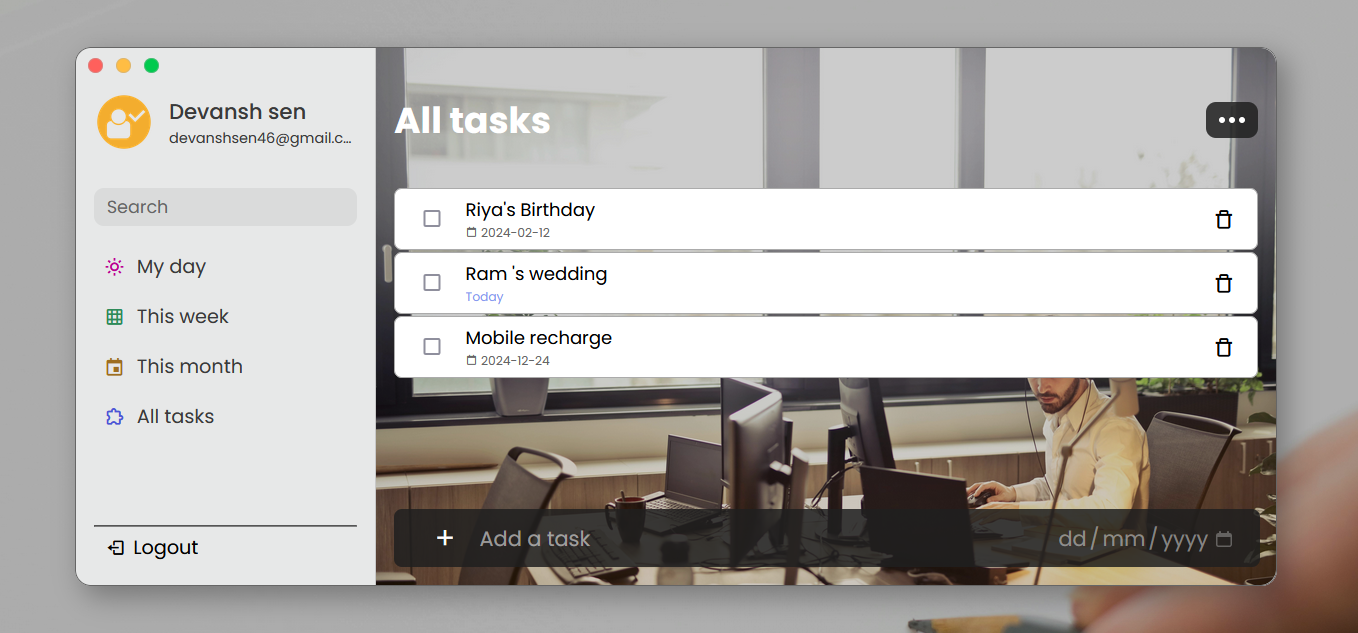 Devansh sen
devanshsen46@gmail.c...
Search
My day
This week
This month
All tasks
Logout
All tasks
Riya's Birthday
2024-02-12
Ram 's wedding
Today
Mobile recharge
2024-12-24
Add a task
dd/mm/yyyy